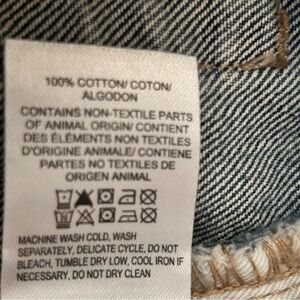 100% COTTON/ COTON/
ALGODON
CONTAINS NON-TEXTILE PARTS
OF ANIMAL ORIGIN/ CONTIENT
DES ÉLÉMENTS NON TEXTILES
D'ORIGINE ANIMALE/ CONTIENE
PARTES NO TEXTILES DE
ORIGEN ANIMAL
MACHINE WASH COLD, WASH
SEPARATELY, DELICATE CYCLE, DO NOT
BLEACH, TUMBLE DRY LOW, COOL IRON IF
NECESSARY, DO NOT DRY CLEAN